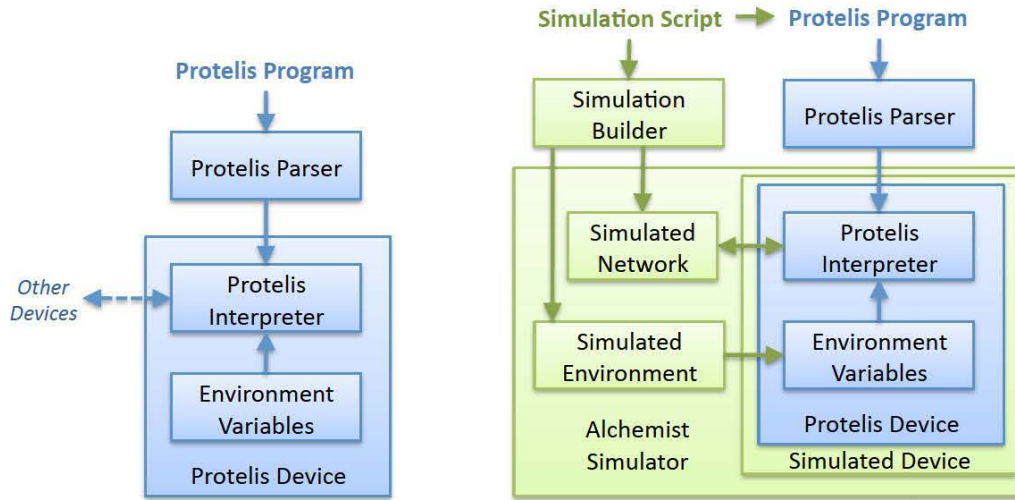 Protelis Program
Protelis Parser
Other
Devices
Protelis
Interpreter
Environment
Variables
Protelis Device
Simulation Script
Protelis Program
Simulation
Builder
Protelis Parser
Simulated
Network
Protelis
Interpreter
Simulated
Environment
Environment
Variables
Alchemist
Simulator
Protelis Device
Simulated Device